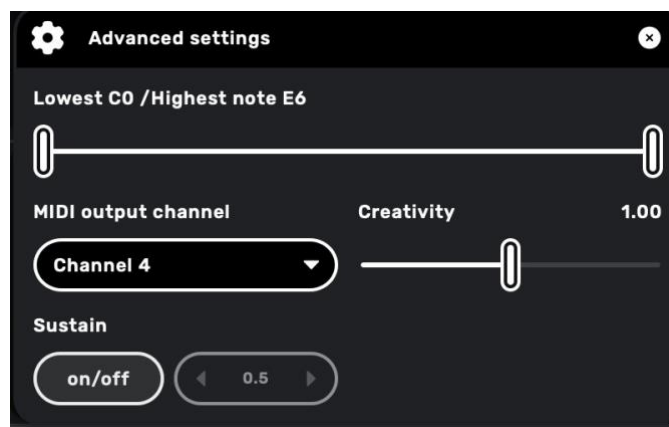 Advanced settings
Lowest C0 /Highest note E6
MIDI output channel
Creativity 1.00
Channel 4
Sustain
on/off
0.5